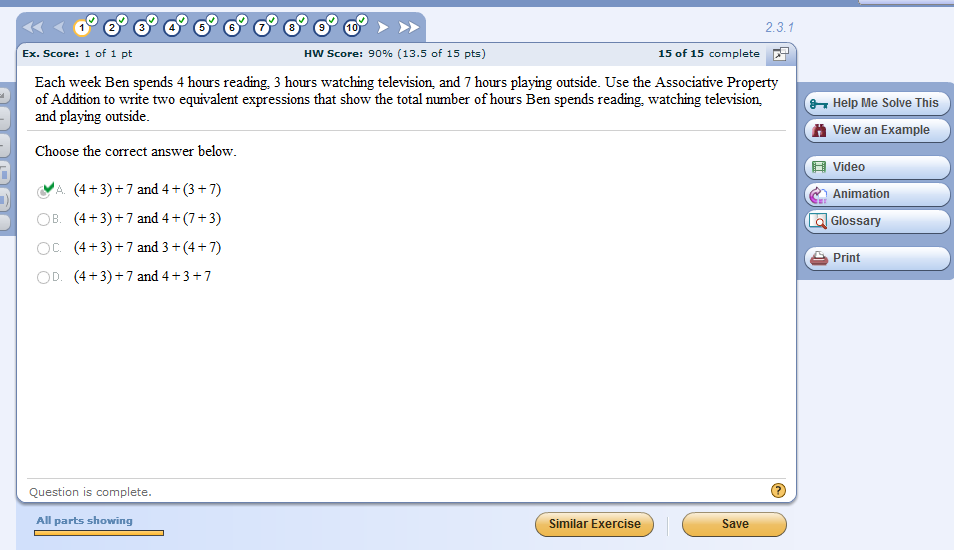 1 2 3 4 5 6 7 8 9 10
2.3.1
Ex. Score: 1 of 1 pt HW Score: 90% (13.5 of 15 pts) 15 of 15 complete
Each week Ben spends 4 hours reading, 3 hours watching television, and 7 hours playing outside. Use the Associative Property
of Addition to write two equivalent expressions that show the total number of hours Ben spends reading, watching television,
and playing outside.
Choose the correct answer below.
A. (4+3)+7 and 4+(3+7)
B. (4+3)+7 and 4+(7+3)
C. (4+3)+7 and 3+(4+7)
D. (4+3)+7 and 4+3+7
Question is complete.
?
All parts showing
Similar Exercise
Save
Help Me Solve This
View an Example
Video
Animation
Glossary
Print